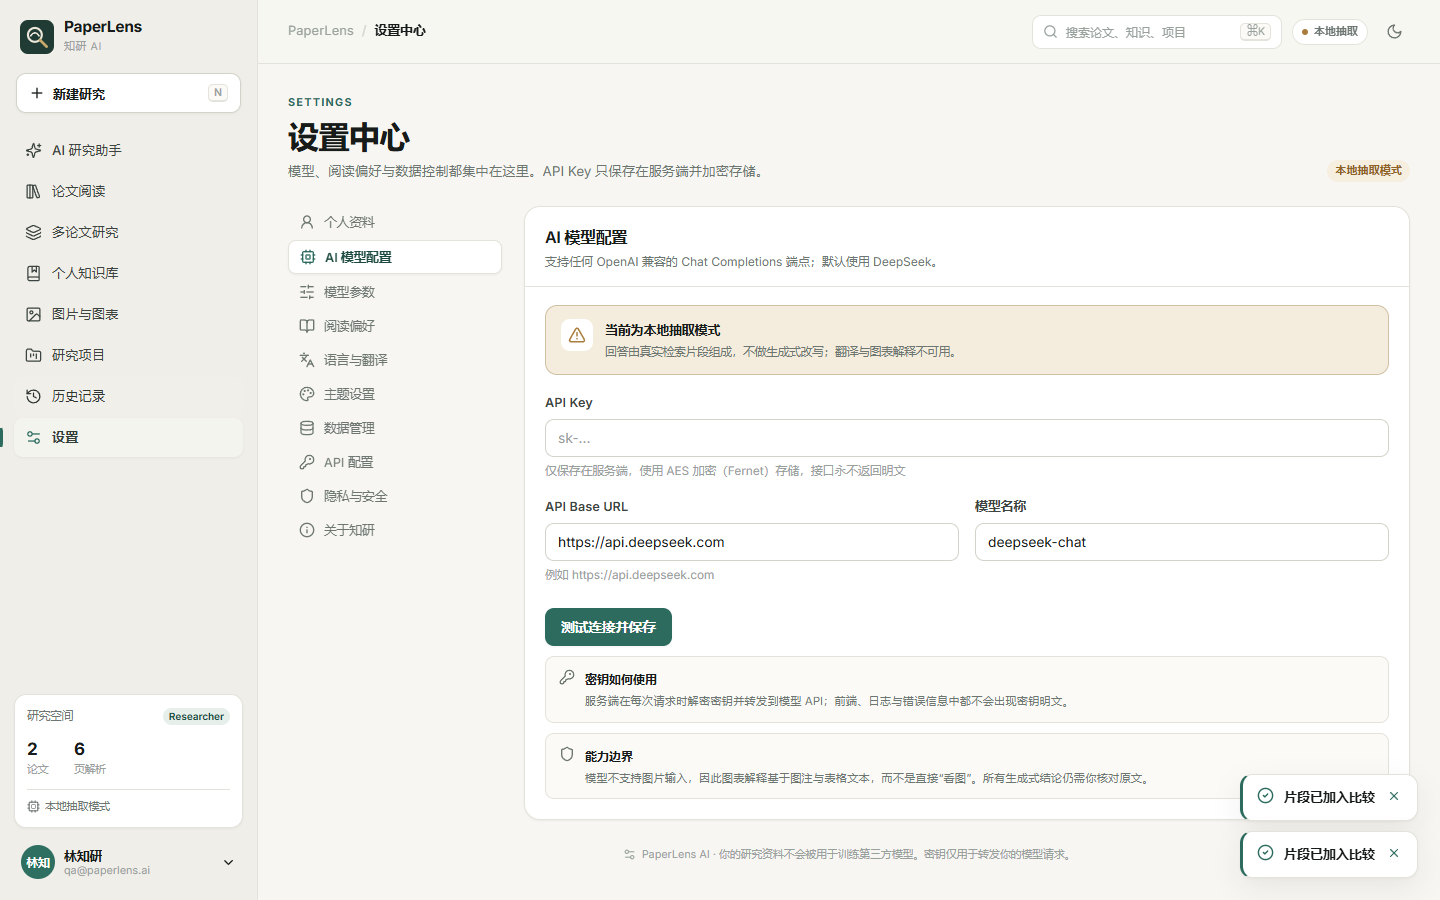 PaperLens
知研 AI
新建研究
N
AI 研究助手
论文阅读
多论文研究
个人知识库
图片与图表
研究项目
历史记录
设置
研究空间
Researcher
2
6
论文
页解析
本地抽取模式
林知
林知研
qa@paperlens.ai
PaperLens / 设置中心
搜索论文、知识、项目
⌘K
本地抽取
SETTINGS
设置中心
模型、阅读偏好与数据控制都集中在这里。API Key 只保存在服务端并加密存储。
本地抽取模式
个人资料
AI 模型配置
模型参数
阅读偏好
语言与翻译
主题设置
数据管理
API 配置
隐私与安全
关于知研
AI 模型配置
支持任何 OpenAI 兼容的 Chat Completions 端点；默认使用 DeepSeek。
当前为本地抽取模式
回答由真实检索片段组成，不做生成式改写；翻译与图表解释不可用。
API Key
sk-...
仅保存在服务端，使用 AES 加密（Fernet）存储，接口永不返回明文
API Base URL
模型名称
https://api.deepseek.com
deepseek-chat
例如 https://api.deepseek.com
测试连接并保存
密钥如何使用
服务端在每次请求时解密密钥并转发到模型 API；前端、日志与错误信息中都不会出现密钥明文。
能力边界
模型不支持图片输入，因此图表解释基于图注与表格文本，而不是直接“看图”。所有生成式结论仍需你核对原文。
片段已加入比较
片段已加入比较
PaperLens AI · 你的研究资料不会被用于训练第三方模型。密钥仅用于转发你的模型请求。